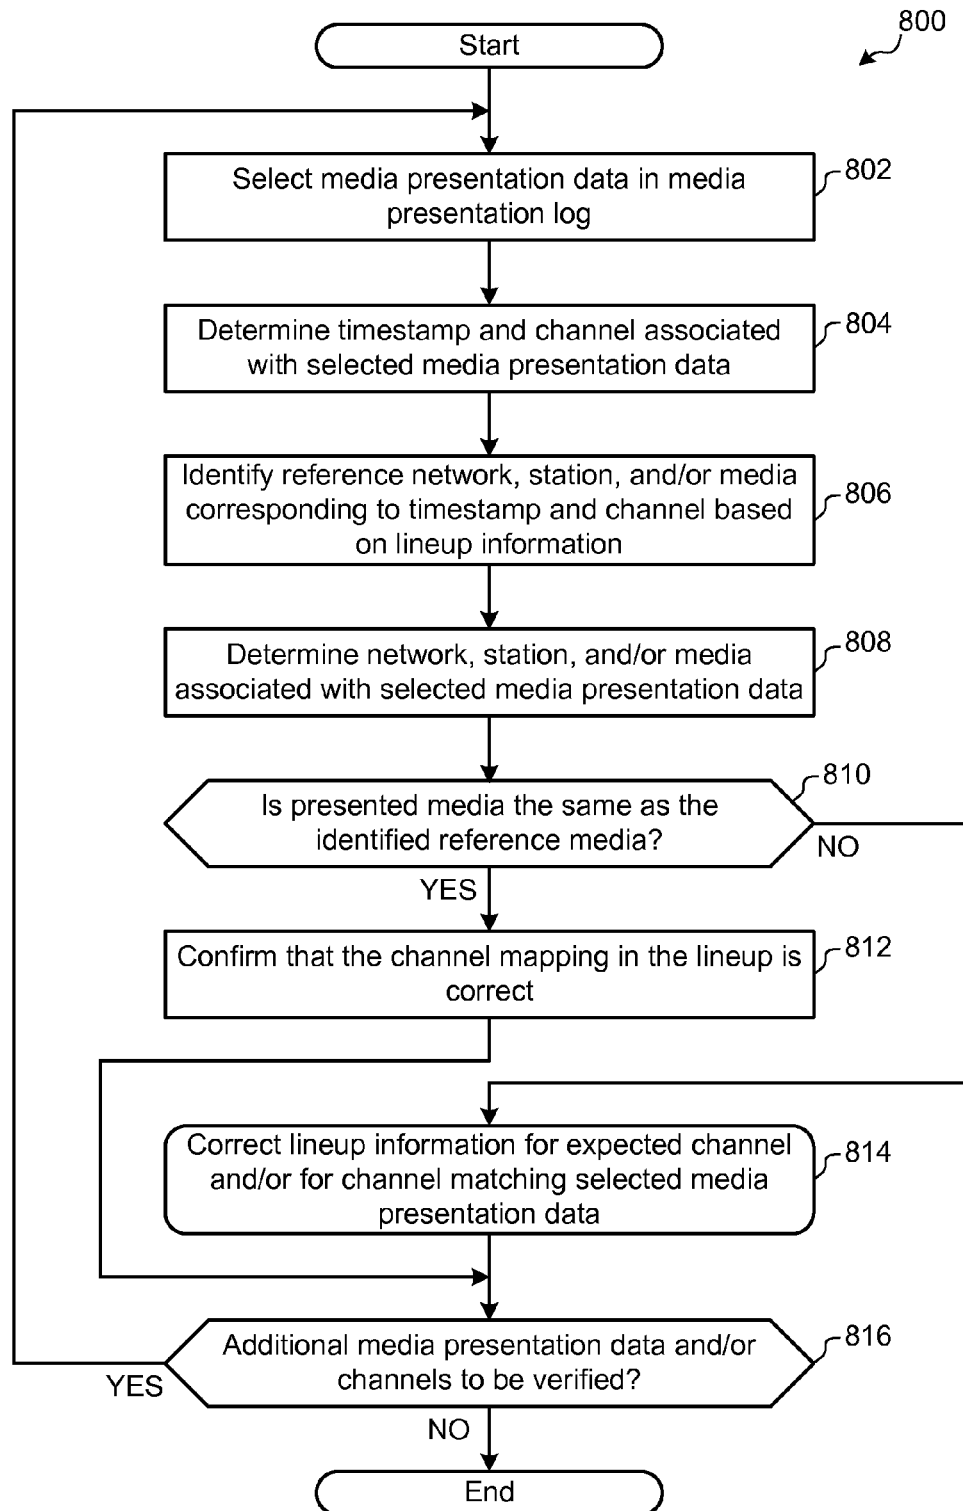 800
Start
Select media presentation data in media
presentation log
802
Determine timestamp and channel associated
with selected media presentation data
804
Identify reference network, station, and/or media
corresponding to timestamp and channel based
on lineup information
806
Determine network, station, and/or media
associated with selected media presentation data
808
Is presented media the same as the
identified reference media?
810
NO
YES
Confirm that the channel mapping in the lineup is
correct
812
Correct lineup information for expected channel
and/or for channel matching selected media
presentation data
814
Additional media presentation data and/or
channels to be verified?
816
YES
NO
End